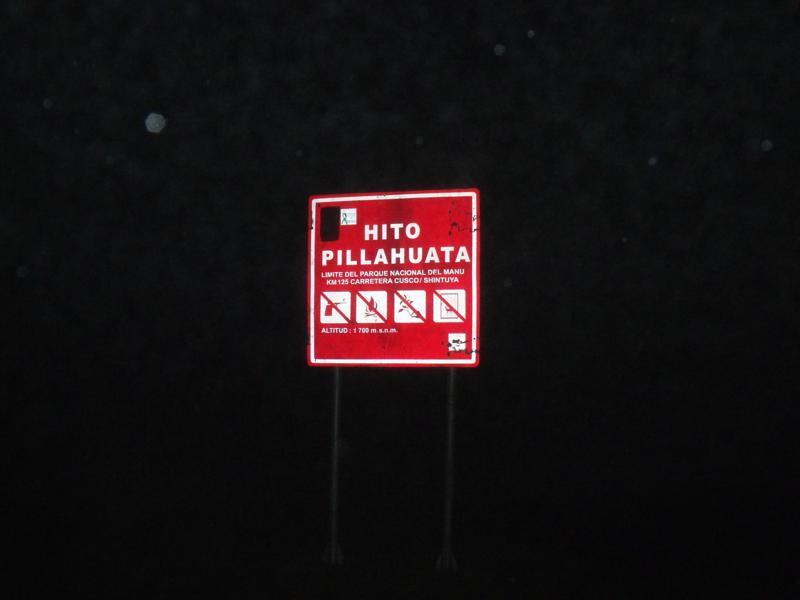 HITO
PILLAHUATA
LIMITE DEL PARQUE NACIONAL DEL MANU
KM 125 CARRETERA CUSCO / SHINTUYA
ALTITUD : 1 700 m.s.n.m.